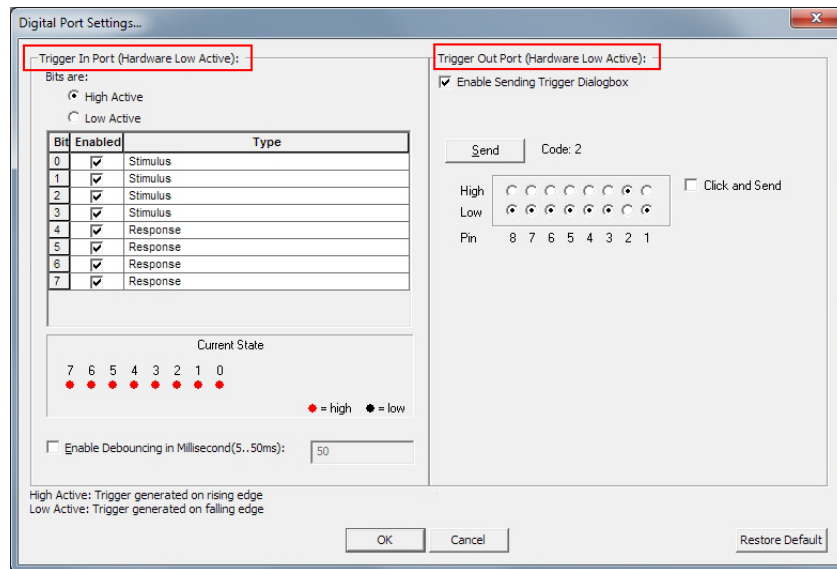 Digital Port Settings...
Trigger In Port (Hardware Low Active):
Bits are:
High Active
Low Active
Bit Enabled Type
0 Stimulus
1 Stimulus
2 Stimulus
3 Stimulus
4 Response
5 Response
6 Response
7 Response
Current State
7 6 5 4 3 2 1 0
= high = low
Enable Debouncing in Millisecond(5..50ms): 50
High Active: Trigger generated on rising edge
Low Active: Trigger generated on falling edge
Trigger Out Port (Hardware Low Active):
Enable Sending Trigger Dialogbox
Send Code: 2
High
Click and Send
Low
Pin 8 7 6 5 4 3 2 1
OK Cancel Restore Default